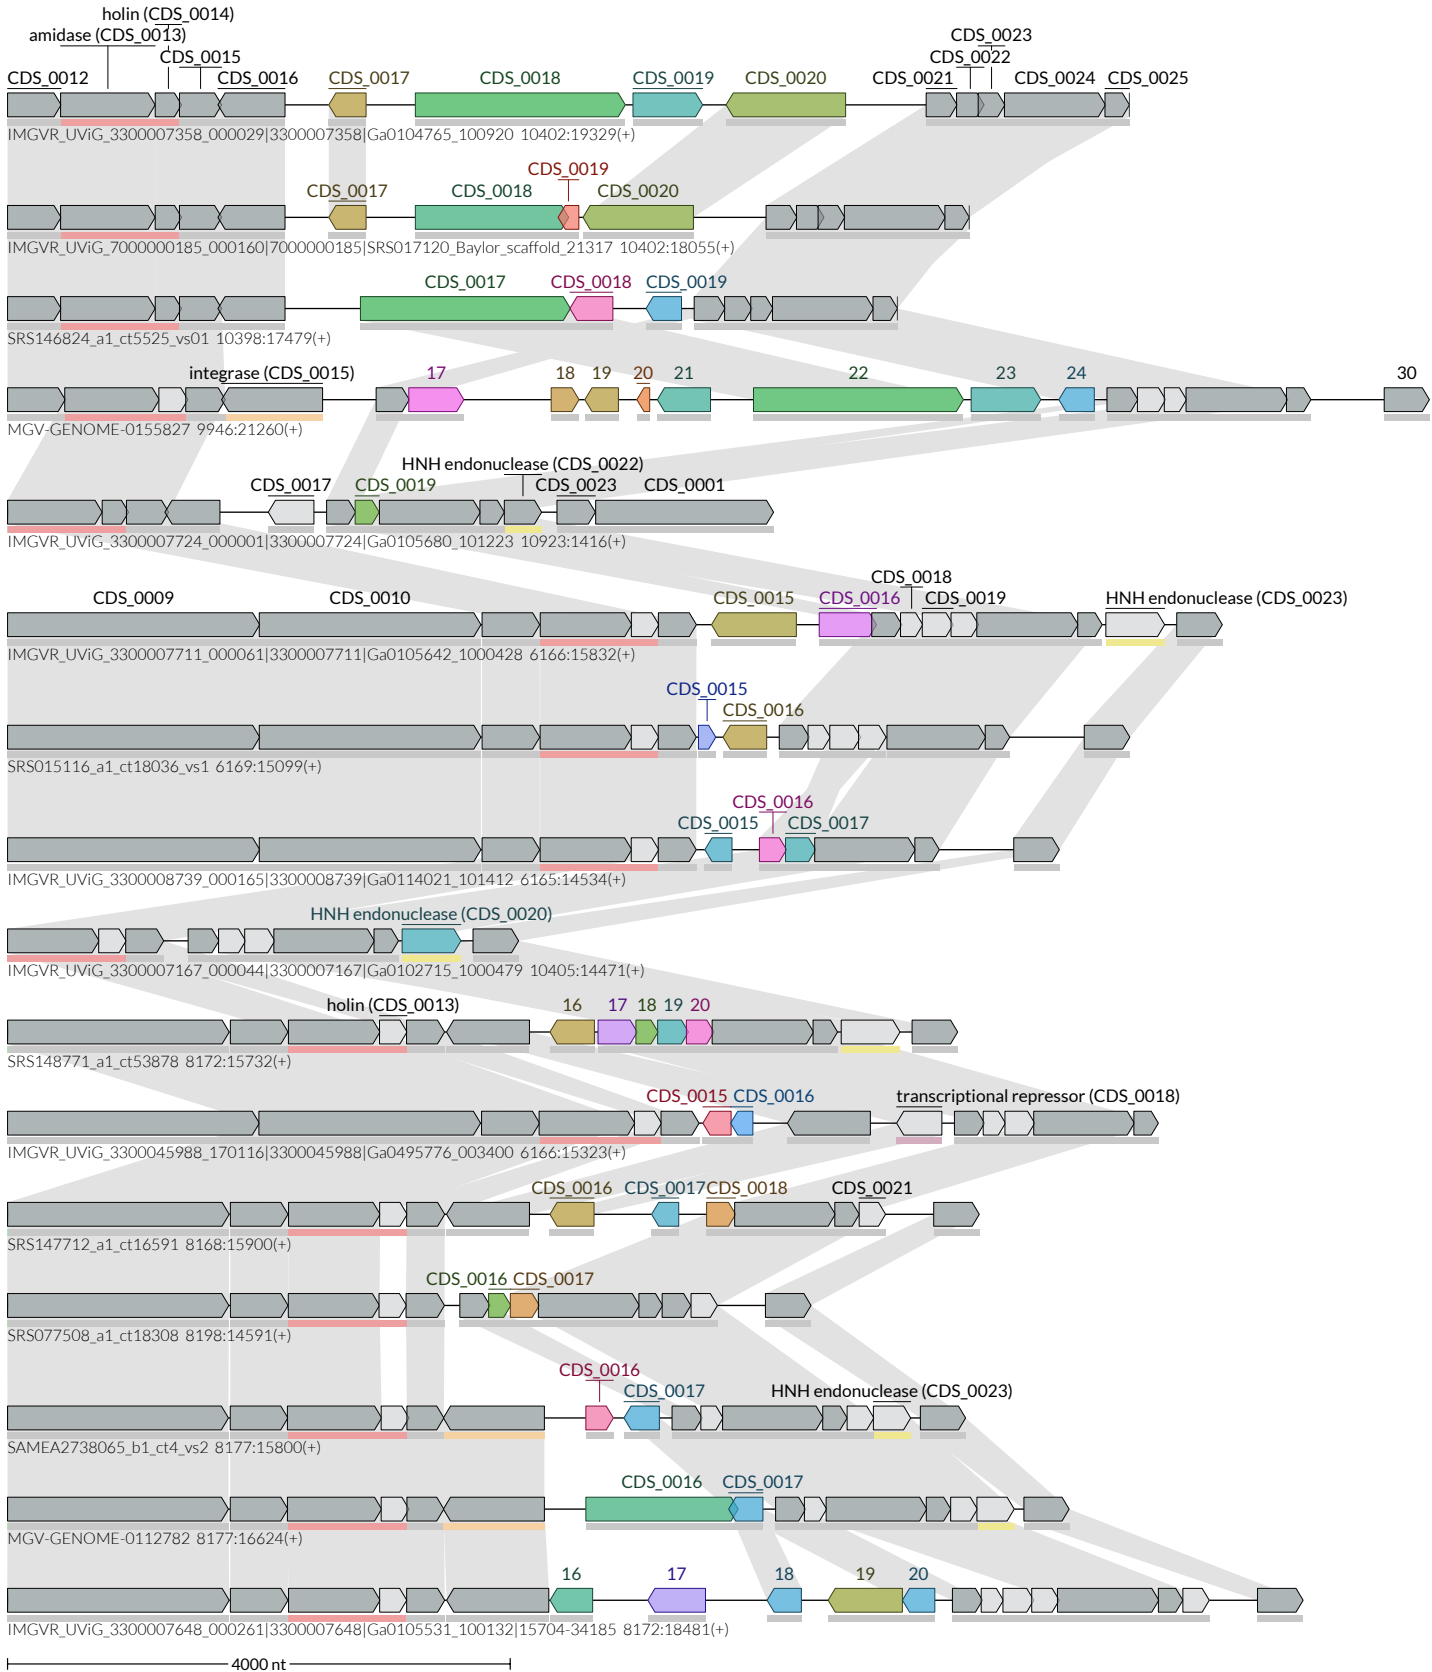 holin (CDS_0014)
amidase (CDS_0013)
CDS_0023
CDS_0015
CDS_0022
CDS_0012
CDS_0016
CDS_0017
CDS_0018
CDS_0019
CDS_0020
CDS_0021
CDS_0024
CDS_0025
IMGVR_UViG_3300007358_000029|3300007358|Ga0104765_100920 10402:19329(+)
CDS_0019
CDS_0017
CDS_0018
CDS_0020
IMGVR_UViG_7000000185_000160|7000000185|SRS017120_Baylor_scaffold_21317 10402:18055(+)
CDS_0017
CDS_0018
CDS_0019
SRS146824_a1_ct5525_vs01 10398:17479(+)
integrase (CDS_0015)
17
18
19
20
21
22
23
24
30
MGV-GENOME-0155827 9946:21260(+)
HNH endonuclease (CDS_0022)
CDS_0017
CDS_0019
CDS_0023
CDS_0001
IMGVR_UViG_3300007724_000001|3300007724|Ga0105680_101223 10923:1416(+)
CDS_0018
CDS_0009
CDS_0010
CDS_0015
CDS_0016
CDS_0019
HNH endonuclease (CDS_0023)
IMGVR_UViG_3300007711_000061|3300007711|Ga0105642_1000428 6166:15832(+)
CDS_0015
CDS_0016
SRS015116_a1_ct18036_vs1 6169:15099(+)
CDS_0016
CDS_0015
CDS_0017
IMGVR_UViG_3300008739_000165|3300008739|Ga0114021_101412 6165:14534(+)
HNH endonuclease (CDS_0020)
IMGVR_UViG_3300007167_000044|3300007167|Ga0102715_1000479 10405:14471(+)
holin (CDS_0013)
16
17
18
19
20
SRS148771_a1_ct53878 8172:15732(+)
CDS_0015
CDS_0016
transcriptional repressor (CDS_0018)
IMGVR_UViG_3300045988_170116|3300045988|Ga0495776_003400 6166:15323(+)
CDS_0016
CDS_0017
CDS_0018
CDS_0021
SRS147712_a1_ct16591 8168:15900(+)
CDS_0016
CDS_0017
SRS077508_a1_ct18308 8198:14591(+)
CDS_0016
CDS_0017
HNH endonuclease (CDS_0023)
SAMEA2738065_b1_ct4_vs2 8177:15800(+)
CDS_0016
CDS_0017
MGV-GENOME-0112782 8177:16624(+)
16
17
18
19
20
IMGVR_UViG_3300007648_000261|3300007648|Ga0105531_100132|15704-34185 8172:18481(+)
4000 nt